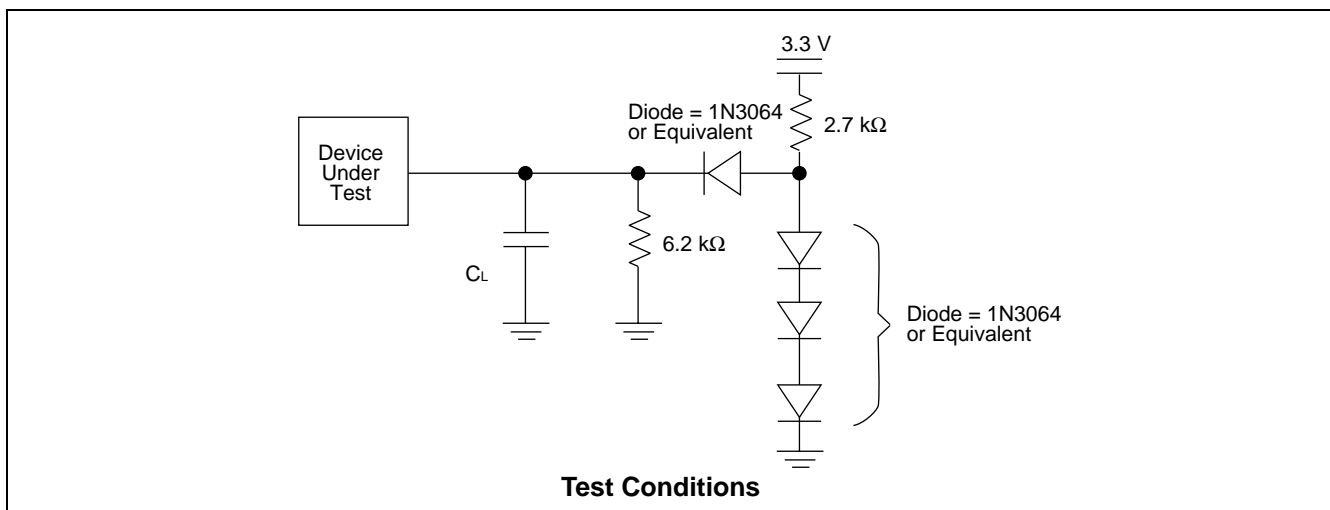 3.3 V
Diode = 1N3064
or Equivalent
2.7 kΩ
Device
Under
Test
6.2 kΩ
CL
Diode = 1N3064
or Equivalent
Test Conditions